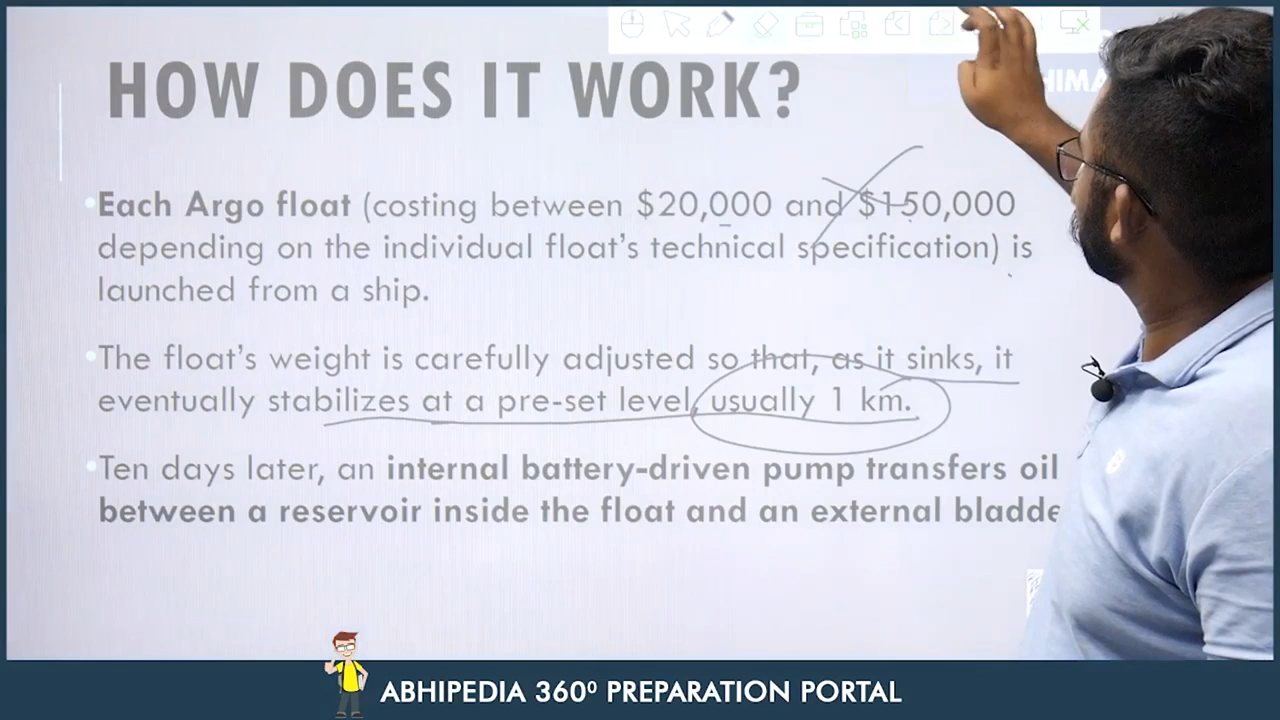 HIMA
HOW DOES IT WORK?
•Each Argo float (costing between $20,000 and $150,000
depending on the individual float's technical specification) is
launched from a ship.
•The float's weight is carefully adjusted so that, as it sinks, it
eventually stabilizes at a pre-set level, usually 1 km.
•Ten days later, an internal battery-driven pump transfers oil
between a reservoir inside the float and an external bladde
ABHIPEDIA 360⁰ PREPARATION PORTAL